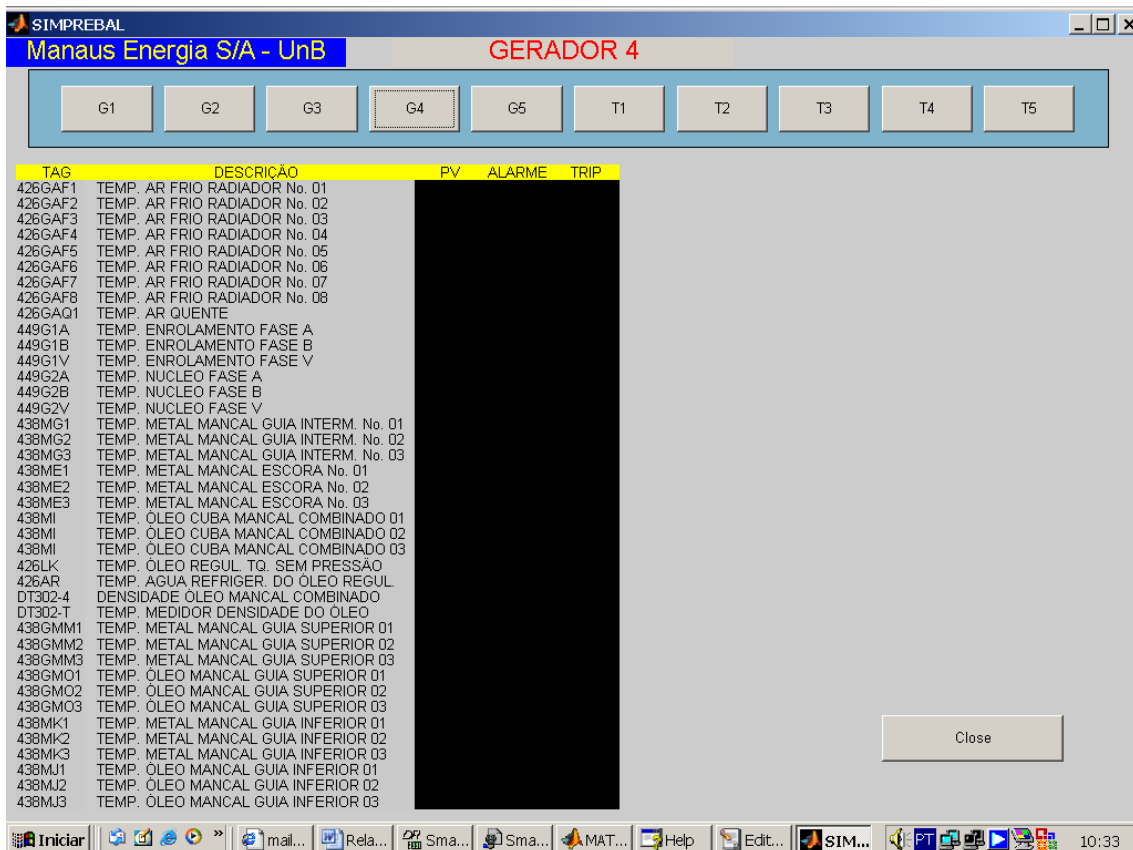 SIMPREBAL
Manaus Energia S/A - UnB GERADOR 4
G1 G2 G3 G4 G5 T1 T2 T3 T4 T5
TAG DESCRIÇÃO PV ALARME TRIP
426GAF1 TEMP. AR FRIO RADIADOR No. 01
426GAF2 TEMP. AR FRIO RADIADOR No. 02
426GAF3 TEMP. AR FRIO RADIADOR No. 03
426GAF4 TEMP. AR FRIO RADIADOR No. 04
426GAF5 TEMP. AR FRIO RADIADOR No. 05
426GAF6 TEMP. AR FRIO RADIADOR No. 06
426GAF7 TEMP. AR FRIO RADIADOR No. 07
426GAF8 TEMP. AR FRIO RADIADOR No. 08
426GAQ1 TEMP. AR QUENTE
449G1A TEMP. ENROLAMENTO FASE A
449G1B TEMP. ENROLAMENTO FASE B
449G1V TEMP. ENROLAMENTO FASE V
449G2A TEMP. NUCLEO FASE A
449G2B TEMP. NUCLEO FASE B
449G2V TEMP. NUCLEO FASE V
438MG1 TEMP. METAL MANCAL GUIA INTERM. No. 01
438MG2 TEMP. METAL MANCAL GUIA INTERM. No. 02
438MG3 TEMP. METAL MANCAL GUIA INTERM. No. 03
438ME1 TEMP. METAL MANCAL ESCORA No. 01
438ME2 TEMP. METAL MANCAL ESCORA No. 02
438ME3 TEMP. METAL MANCAL ESCORA No. 03
438MI TEMP. ÓLEO CUBA MANCAL COMBINADO 01
438MI TEMP. ÓLEO CUBA MANCAL COMBINADO 02
438MI TEMP. ÓLEO CUBA MANCAL COMBINADO 03
426LK TEMP. ÓLEO REGUL. TQ. SEM PRESSÃO
426AR TEMP. AGUA REFRIGER. DO ÓLEO REGUL.
DT302-4 DENSIDADE ÓLEO MANCAL COMBINADO
DT302-T TEMP. MEDIDOR DENSIDADE DO ÓLEO
438GMM1 TEMP. METAL MANCAL GUIA SUPERIOR 01
438GMM2 TEMP. METAL MANCAL GUIA SUPERIOR 02
438GMM3 TEMP. METAL MANCAL GUIA SUPERIOR 03
438GMO1 TEMP. ÓLEO MANCAL GUIA SUPERIOR 01
438GMO2 TEMP. ÓLEO MANCAL GUIA SUPERIOR 02
438GMO3 TEMP. ÓLEO MANCAL GUIA SUPERIOR 03
438MK1 TEMP. METAL MANCAL GUIA INFERIOR 01
438MK2 TEMP. METAL MANCAL GUIA INFERIOR 02
438MK3 TEMP. METAL MANCAL GUIA INFERIOR 03
438MJ1 TEMP. ÓLEO MANCAL GUIA INFERIOR 01
438MJ2 TEMP. ÓLEO MANCAL GUIA INFERIOR 02
438MJ3 TEMP. ÓLEO MANCAL GUIA INFERIOR 03
Close
Iniciar » mail... Rela... Sma... Sma... MAT... Help Edit... SIM... PT 10:33